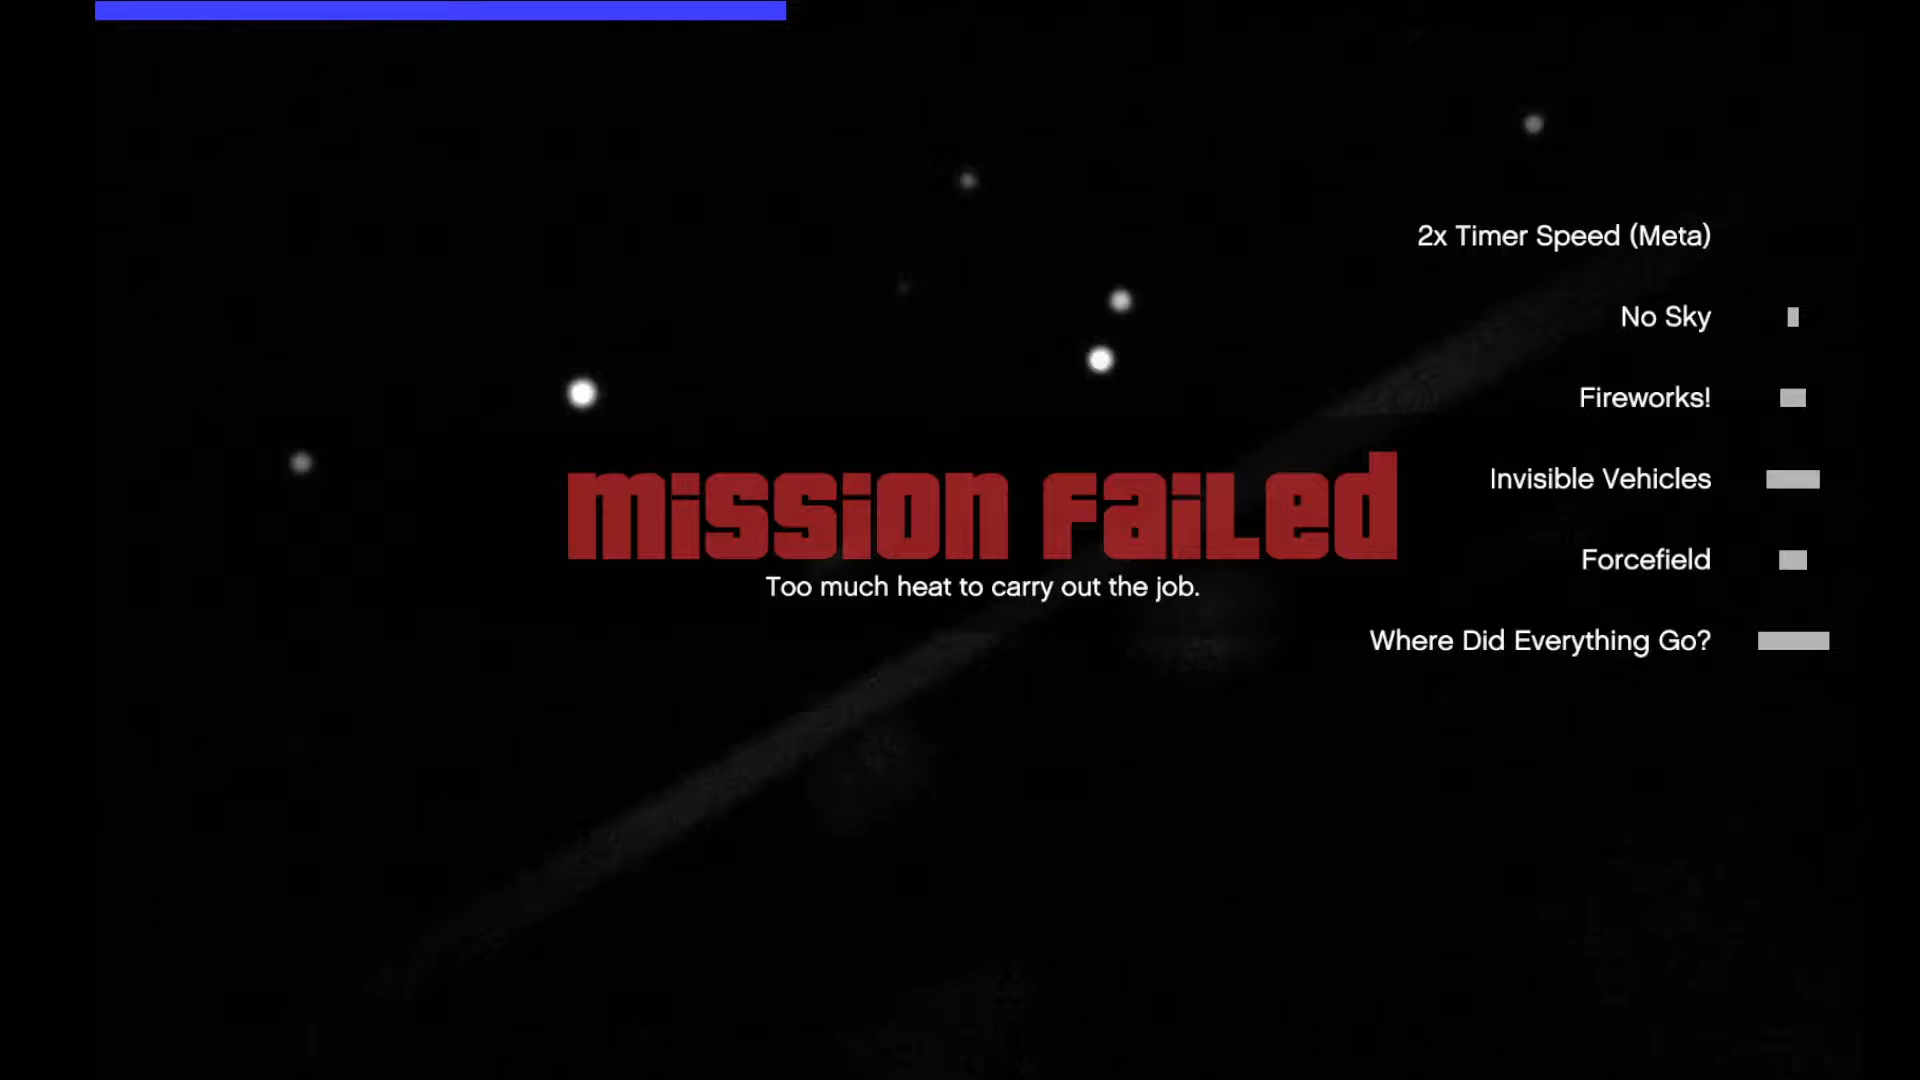 2x Timer Speed (Meta)
No Sky
Fireworks!
Invisible Vehicles
mission failed
Forcefield
Too much heat to carry out the job.
Where Did Everything Go?